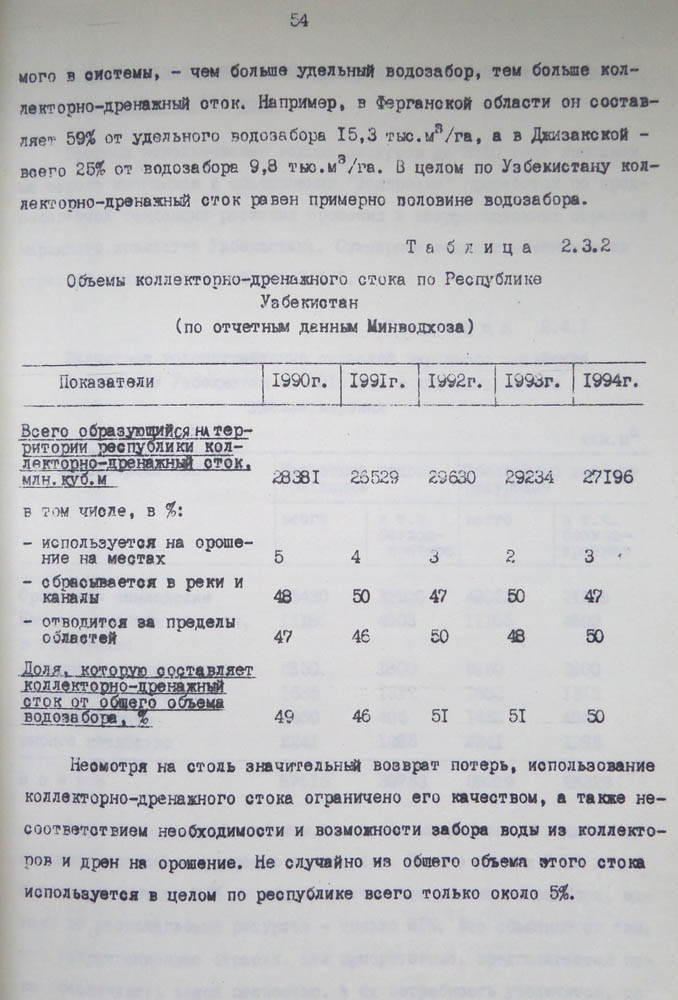 54
мого в системы, - чем больше удельный водозабор, тем больше кол-
лекторно-дренажный сток. Например, в Ферганской области он состав-
ляет 59% от удельного водозабора 15,3 тыс.м³/га, а в Джизакской -
всего 25% от водозабора 9,8 тыс.м³/га. В целом по Узбекистану кол-
лекторно-дренажный сток равен примерно половине водозабора.
Таблица 2.3.2
Объемы коллекторно-дренажного стока по Республике
Узбекистан
(по отчетным данным Минводхоза)
Показатели 1990г. 1991г. 1992г. 1993г. 1994г.
Всего образующийся на тер-
ритории республики кол-
лекторно-дренажный сток,
млн.куб.м 28381 26529 29630 29234 27196
в том числе, в %:
- используется на ороше-
ние на местах 5 4 3 2 3
- сбрасывается в реки и
каналы 48 50 47 50 47
- отводится за пределы
областей 47 46 50 48 50
Доля, которую составляет
коллекторно-дренажный
сток от общего объема
водозабора, % 49 46 51 51 50
Несмотря на столь значительный возврат потерь, использование
коллекторно-дренажного стока ограничено его качеством, а также не-
соответствием необходимости и возможности забора воды из коллекто-
ров и дрен на орошение. Не случайно из общего объема этого стока
используется в целом по республике всего только около 5%.